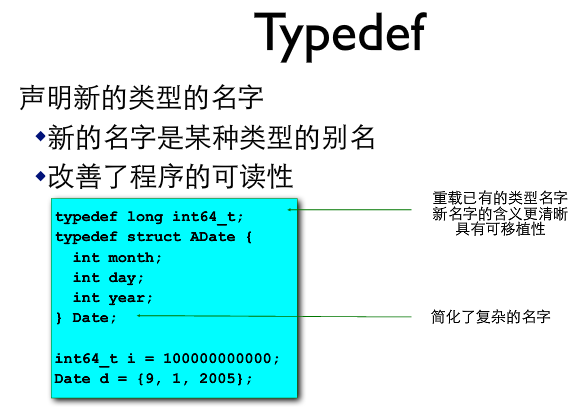 Typedef
声明新的类型的名字
新的名字是某种类型的别名
改善了程序的可读性
typedef long int64_t;
typedef struct ADate {
int month;
int day;
int year;
} Date;
int64_t i = 100000000000;
Date d = {9, 1, 2005};
重载已有的类型名字
新名字的含义更清晰
具有可移植性
简化了复杂的名字